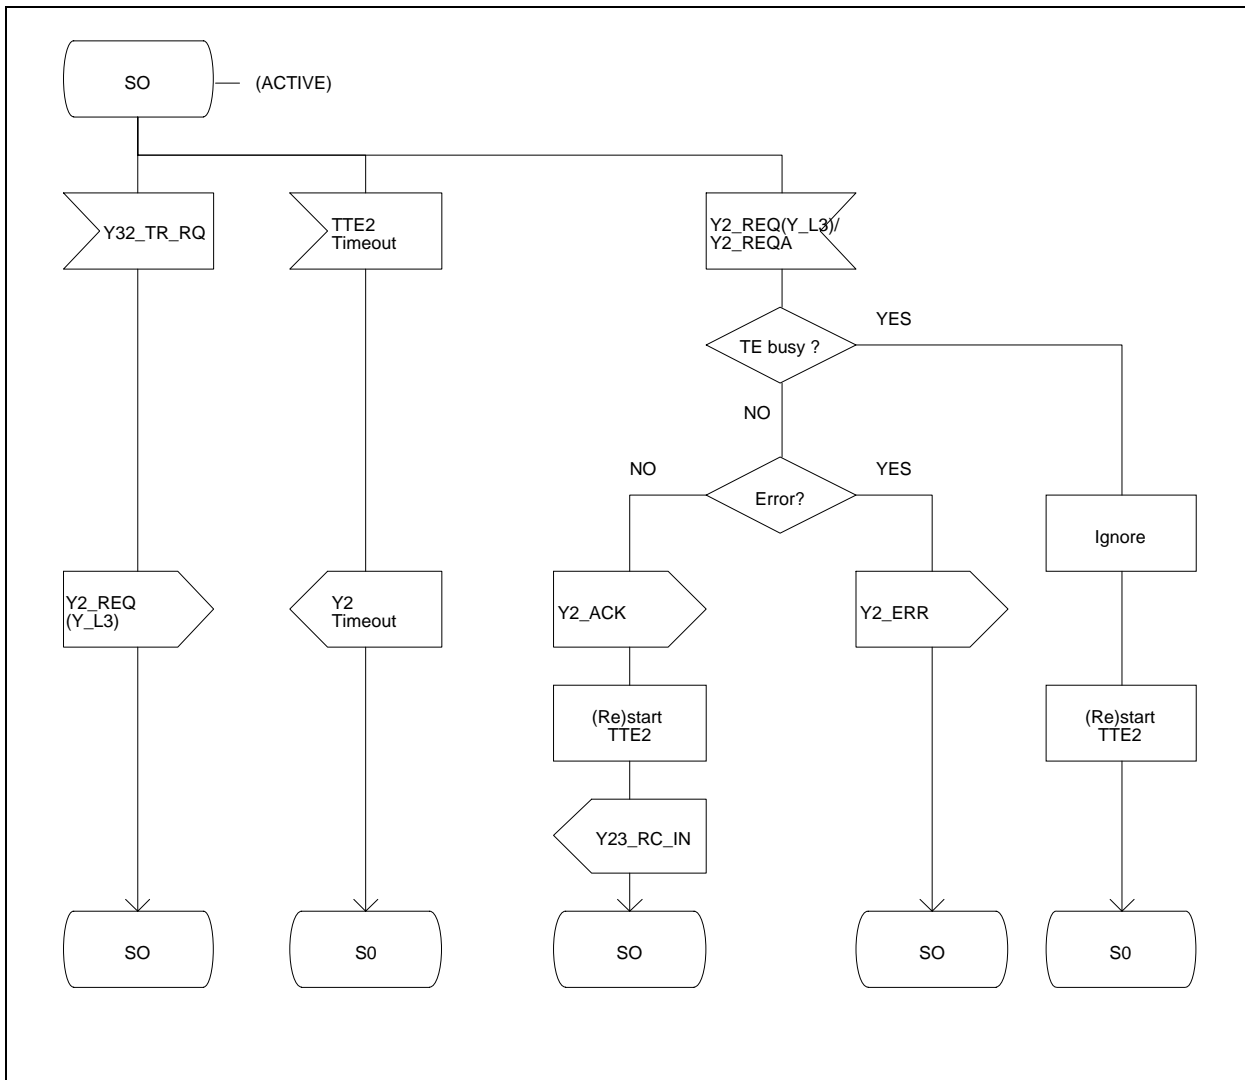 SO
(ACTIVE)
Y32_TR_RQ
TTE2
Timeout
Y2_REQ(Y_L3)/
Y2_REQA
YES
TE busy ?
NO
NO
YES
Error?
Ignore
Y2_REQ
(Y_L3)
Y2
Timeout
Y2_ACK
Y2_ERR
(Re)start
TTE2
(Re)start
TTE2
Y23_RC_IN
SO
S0
SO
SO
S0